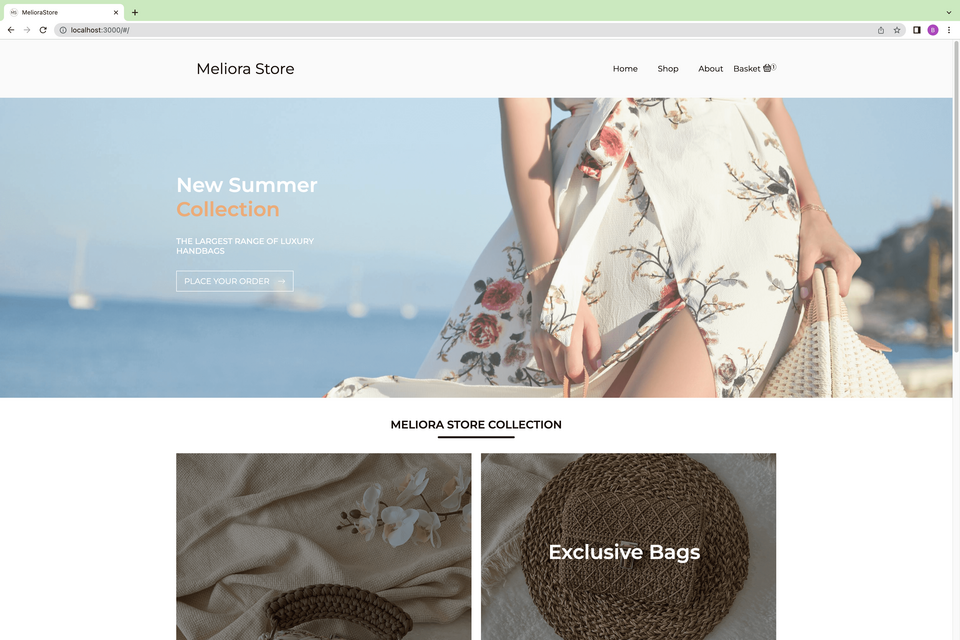 MelioraStore
localhost:3000/#/
B
Meliora Store
Home Shop About Basket 1
New Summer
Collection
THE LARGEST RANGE OF LUXURY
HANDBAGS
PLACE YOUR ORDER →
MELIORA STORE COLLECTION
Exclusive Bags